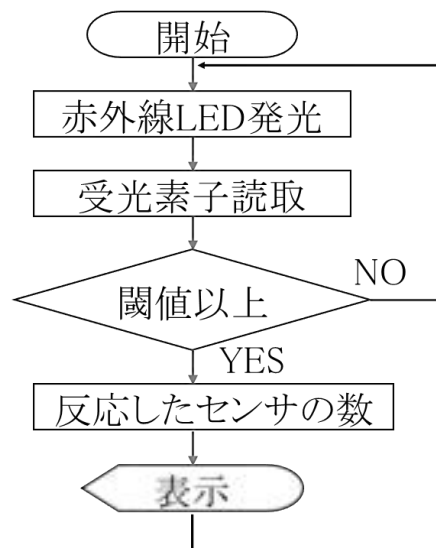 開始
赤外線LED発光
受光素子読取
閾値以上
NO
YES
反応したセンサの数
表示